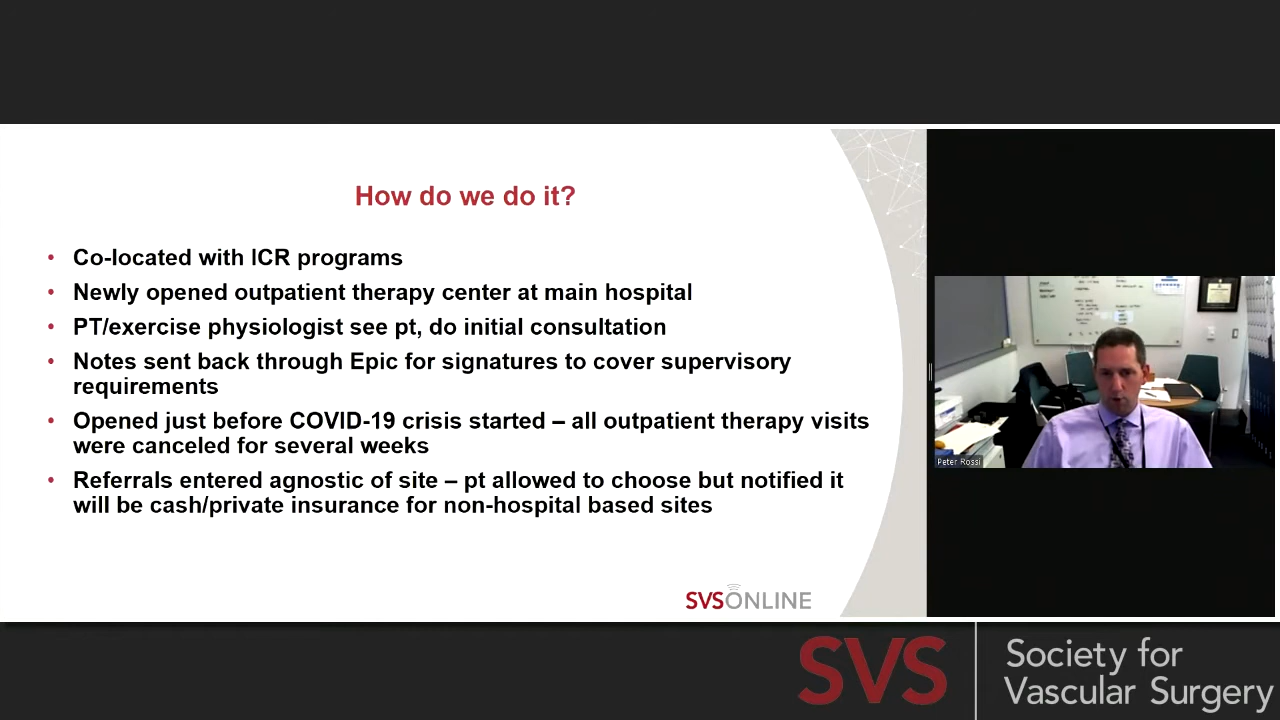 How do we do it?
• Co-located with ICR programs
• Newly opened outpatient therapy center at main hospital
• PT/exercise physiologist see pt, do initial consultation
• Notes sent back through Epic for signatures to cover supervisory
requirements
• Opened just before COVID-19 crisis started – all outpatient therapy visits
were canceled for several weeks
• Referrals entered agnostic of site – pt allowed to choose but notified it
will be cash/private insurance for non-hospital based sites
SVSONLINE
Peter Rossi
SVS
Society for
Vascular Surgery